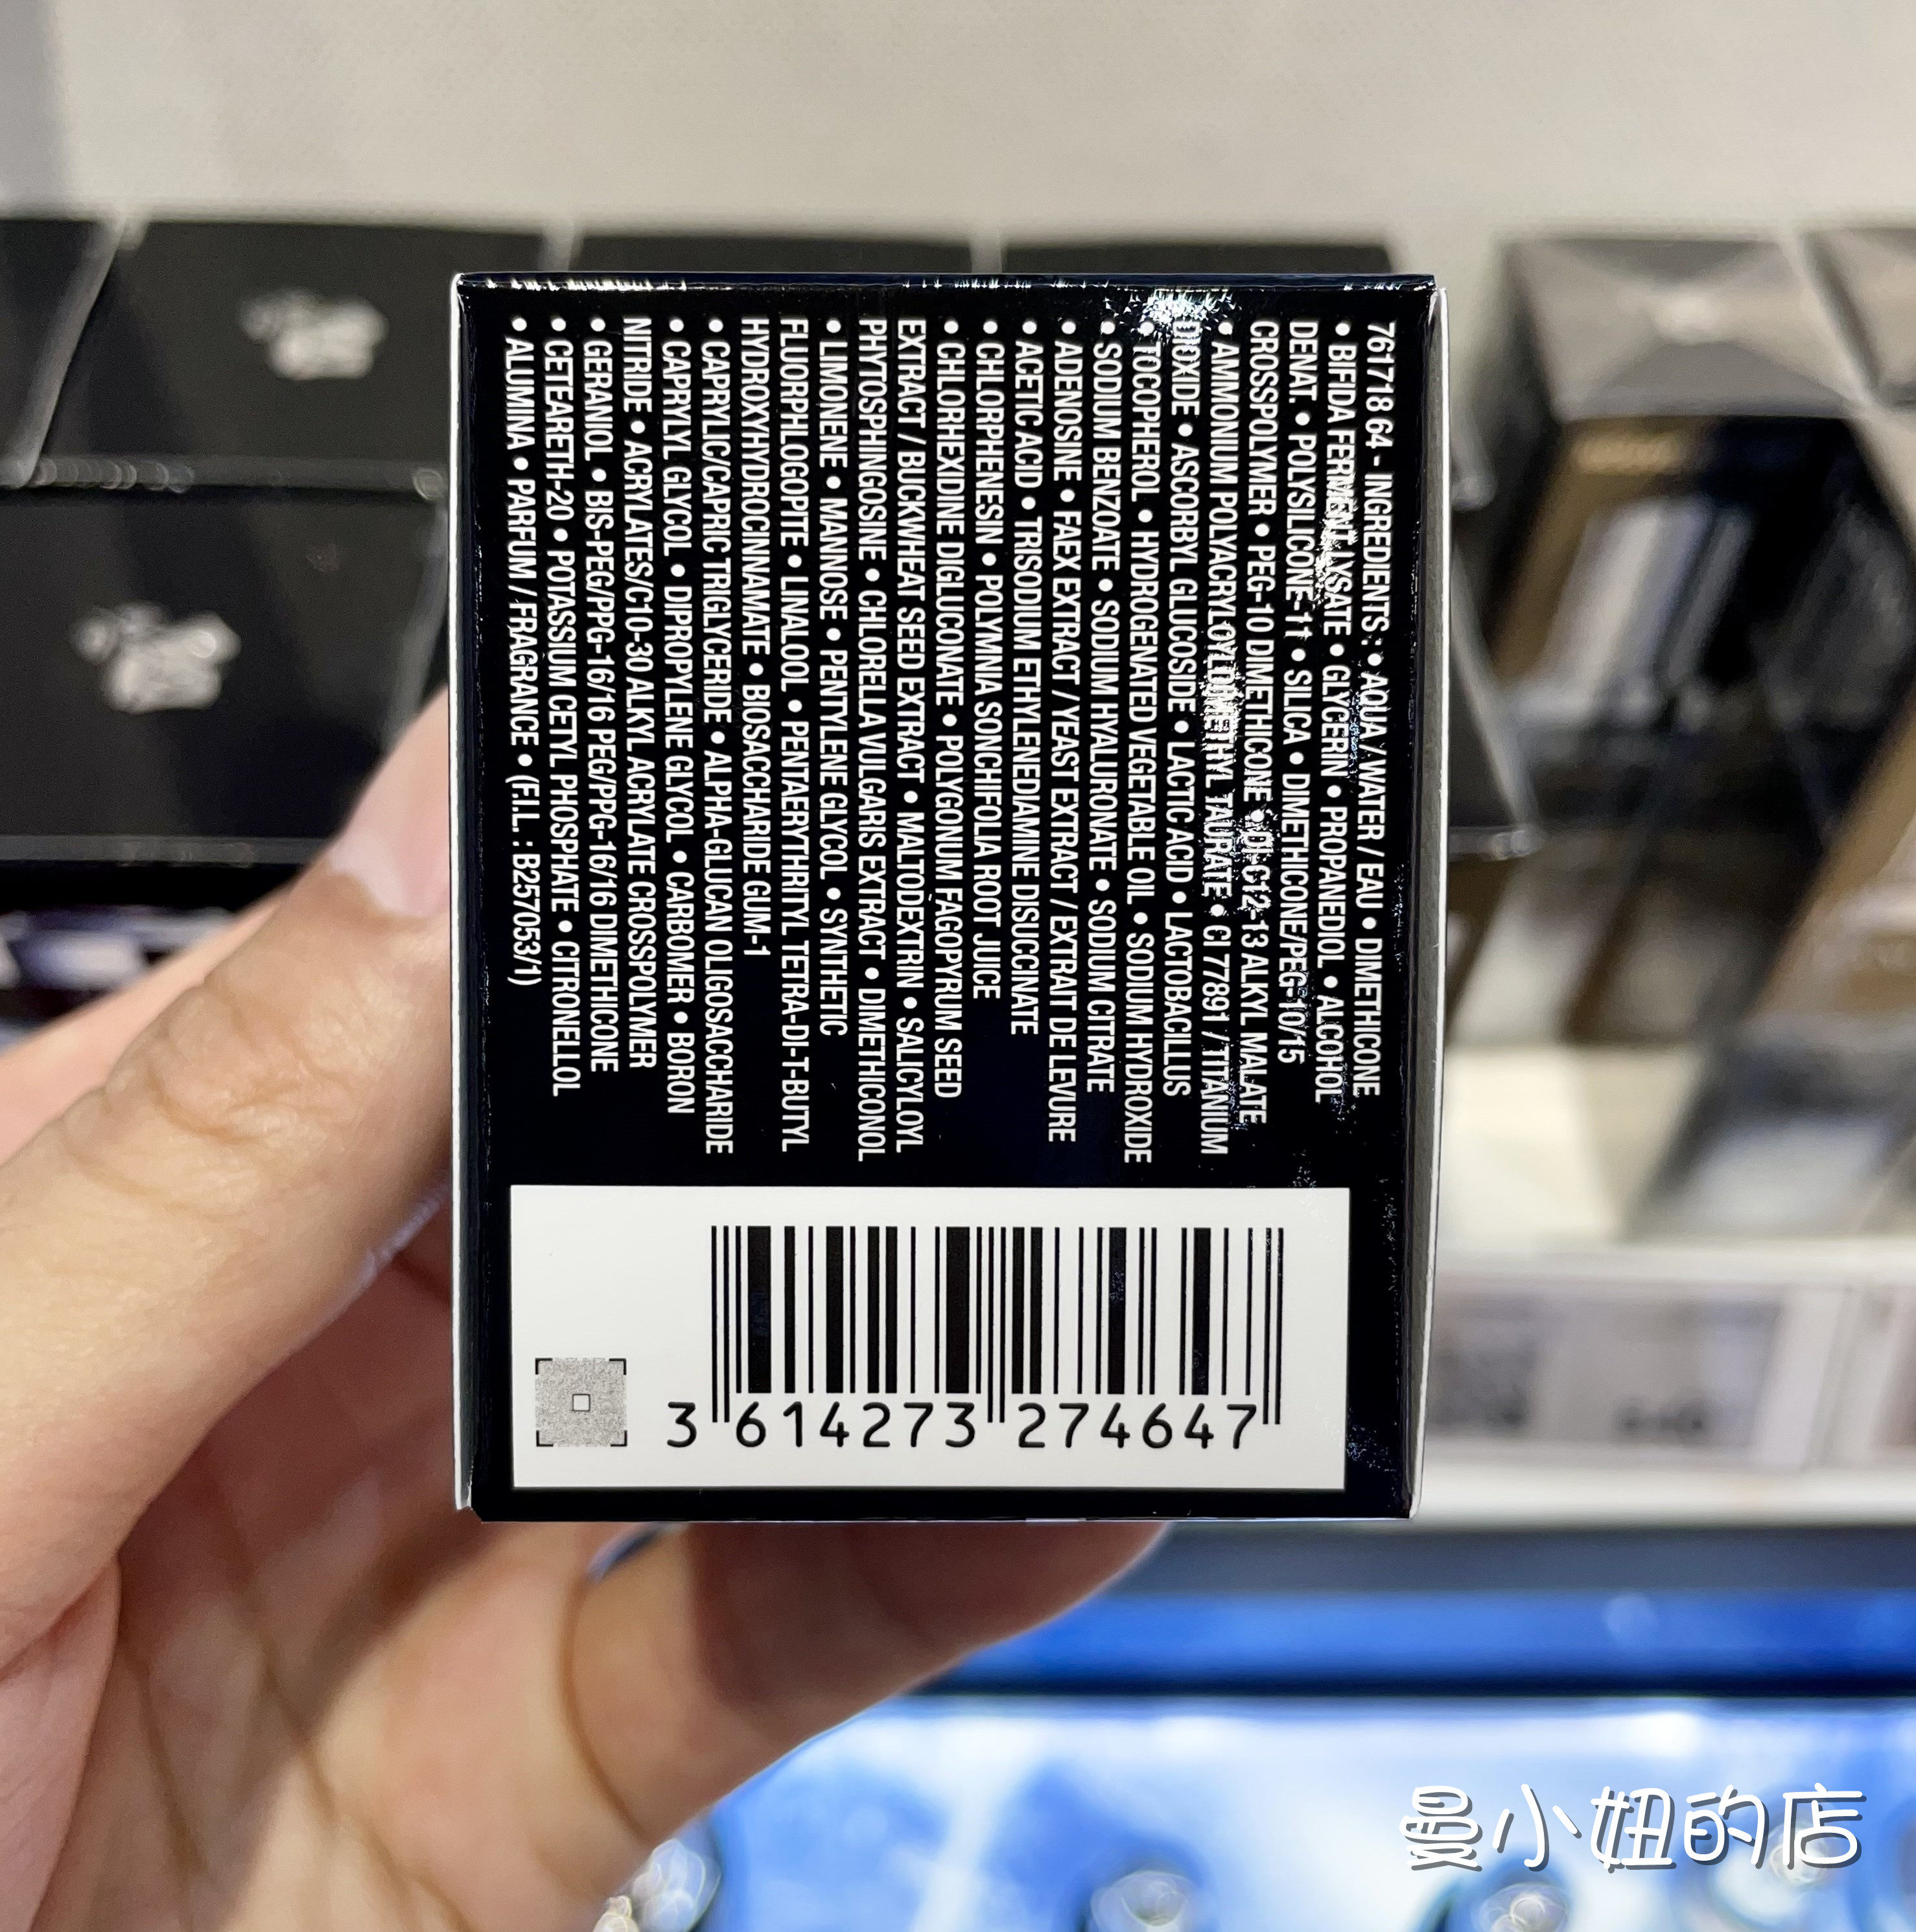 7617718 64 - INGREDIENTS : • AQUA / WATER / EAU • DIMETHICONE
• BIFIDA FERMENT LYSATE • GLYCERIN • PROPANEDIOL • ALCOHOL
DENAT. • POLYSILICONE-11 • SILICA • DIMETHICONE/PEG-10/15
CROSSPOLYMER • PEG-10 DIMETHICONE • DI-C12-13 ALKYL MALATE
• AMMONIUM POLYACRYLOYLDIMETHYL TAURATE • CI 77891 / TITANIUM
DIOXIDE • ASCORBYL GLUCOSIDE • LACTIC ACID • LACTOBACILLUS
• TOCOPHEROL • HYDROGENATED VEGETABLE OIL • SODIUM HYDROXIDE
• SODIUM BENZOATE • SODIUM HYALURONATE • SODIUM CITRATE
• ADENOSINE • FAEX EXTRACT / YEAST EXTRACT / EXTRAIT DE LEVURE
• ACETIC ACID • TRISODIUM ETHYLENEDIAMINE DISUCCINATE
• CHLORPHENESIN • POLYMNIA SONCHIFOLIA ROOT JUICE
• CHLORHEXIDINE DIGLUCONATE • POLYGONUM FAGOPYRUM SEED
EXTRACT / BUCKWHEAT SEED EXTRACT • MALTODEXTRIN • SALICYLOYL
PHYTOSPHINGOSINE • CHLORELLA VULGARIS EXTRACT • DIMETHICONOL
• LIMONENE • MANNOSE • PENTYLENE GLYCOL • SYNTHETIC
FLUORPHLOGOPITE • LINALOOL • PENTAERYTHRITYL TETRA-DI-T-BUTYL
HYDROXYHYDROCINNAMATE • BIOSACCHARIDE GUM-1
• CAPRYLIC/CAPRIC TRIGLYCERIDE • ALPHA-GLUCAN OLIGOSACCHARIDE
• CAPRYLYL GLYCOL • DIPROPYLENE GLYCOL • CARBOMER • BORON
NITRIDE • ACRYLATES/C10-30 ALKYL ACRYLATE CROSSPOLYMER
• GERANIOL • BIS-PEG/PPG-16/16 PEG/PPG-16/16 DIMETHICONE
• CETEARETH-20 • POTASSIUM CETYL PHOSPHATE • CITRONELLOL
• ALUMINA • PARFUM / FRAGRANCE • (F.I.L. : B257053/1)
3 614273 274647
曼小妞的店